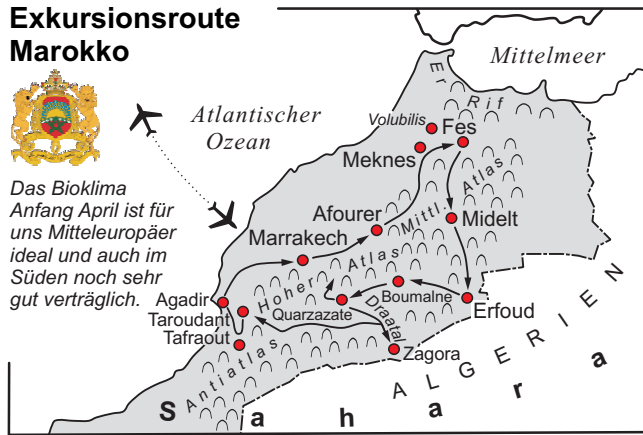 Exkursionsroute
Marokko
Mittelmeer
Er Rif
Atlantischer
Ozean
Volubilis
Fes
Meknes
Das Bioklima
Anfang April ist für
uns Mitteleuropäer
ideal und auch im
Süden noch sehr
gut verträglich.
Afourer
Mittl. Atlas
Midelt
Marrakech
Hoher Atlas
Agadir
Taroudant
Tafraout
Quarzazate
Boumalne
Erfoud
Draatal
Zagora
Antiatlas
ALGERIEN
Sahara